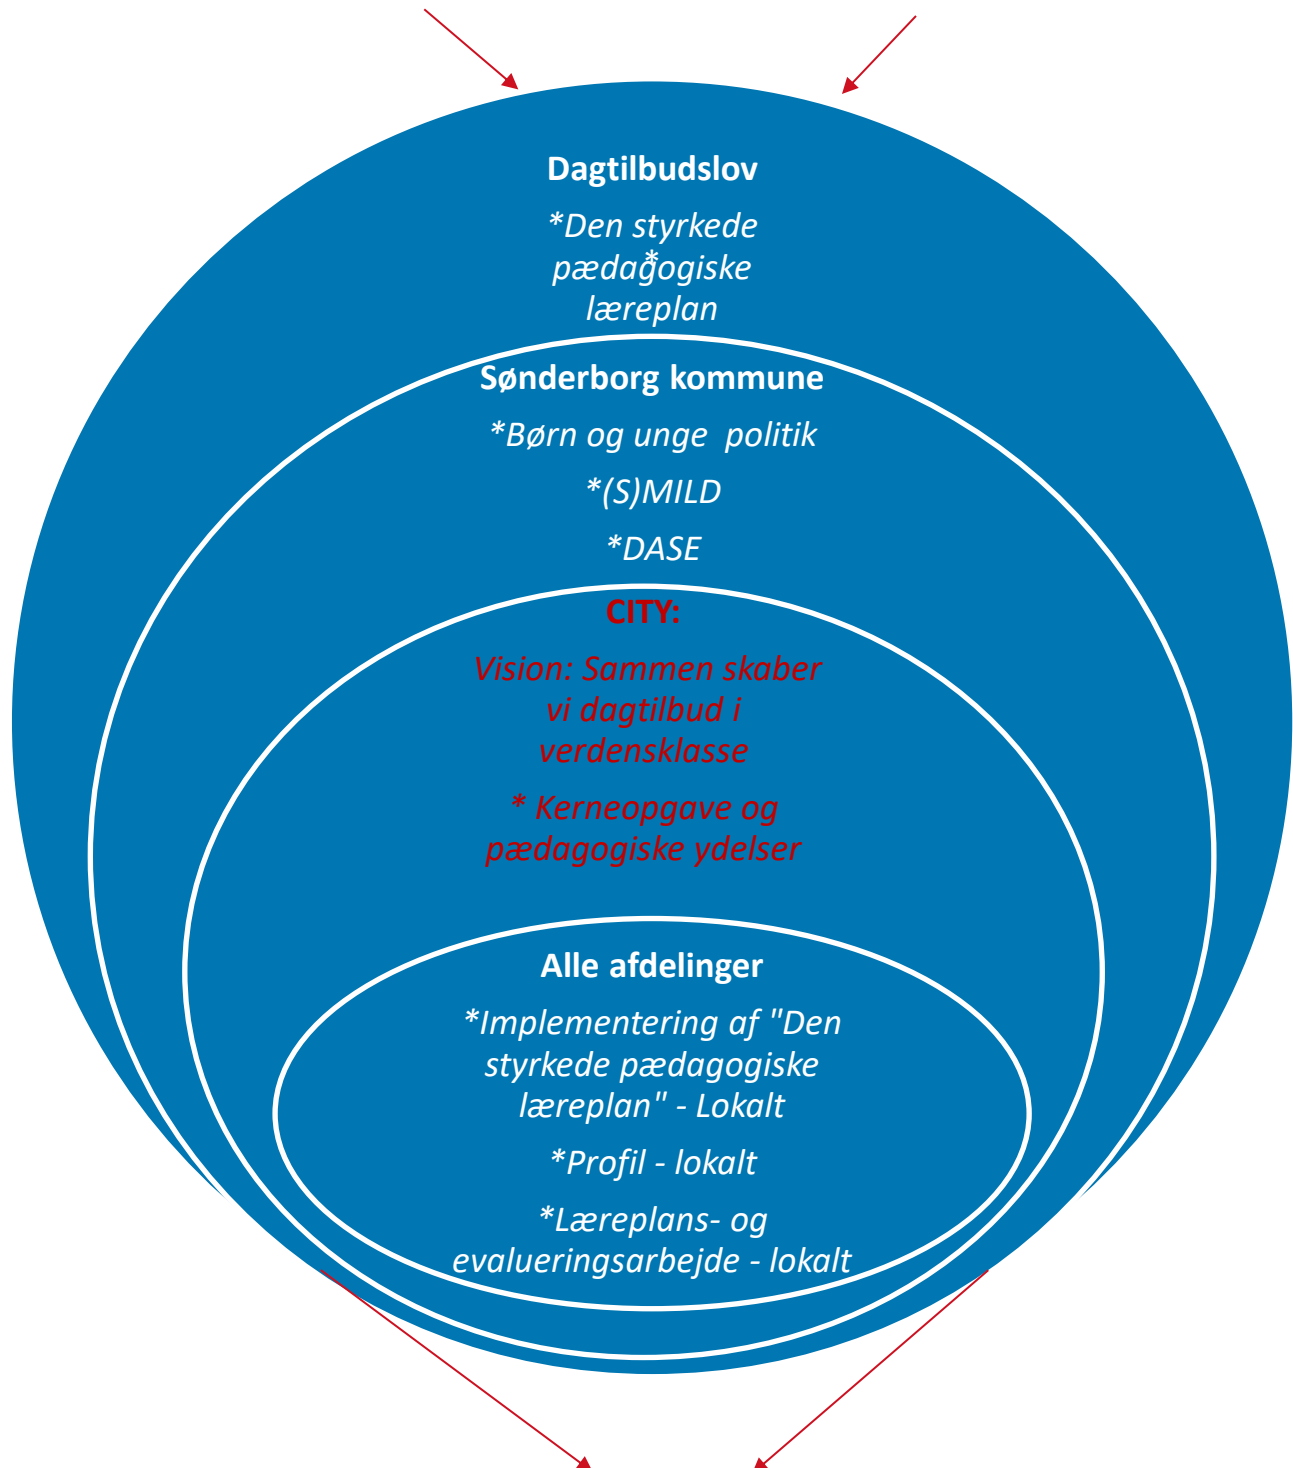 Dagtilbudslov
*Den styrkede
pædagogiske
*
læreplan
Sønderborg kommune
*Børn og unge  politik
*(S)MILD
*DASE
CITY:
Vision: Sammen skaber
vi dagtilbud i
verdensklasse
* Kerneopgave og
pædagogiske ydelser
Alle afdelinger
*Implementering af "Den
styrkede pædagogiske
læreplan" - Lokalt
*Profil - lokalt
*Læreplans- og
evalueringsarbejde - lokalt